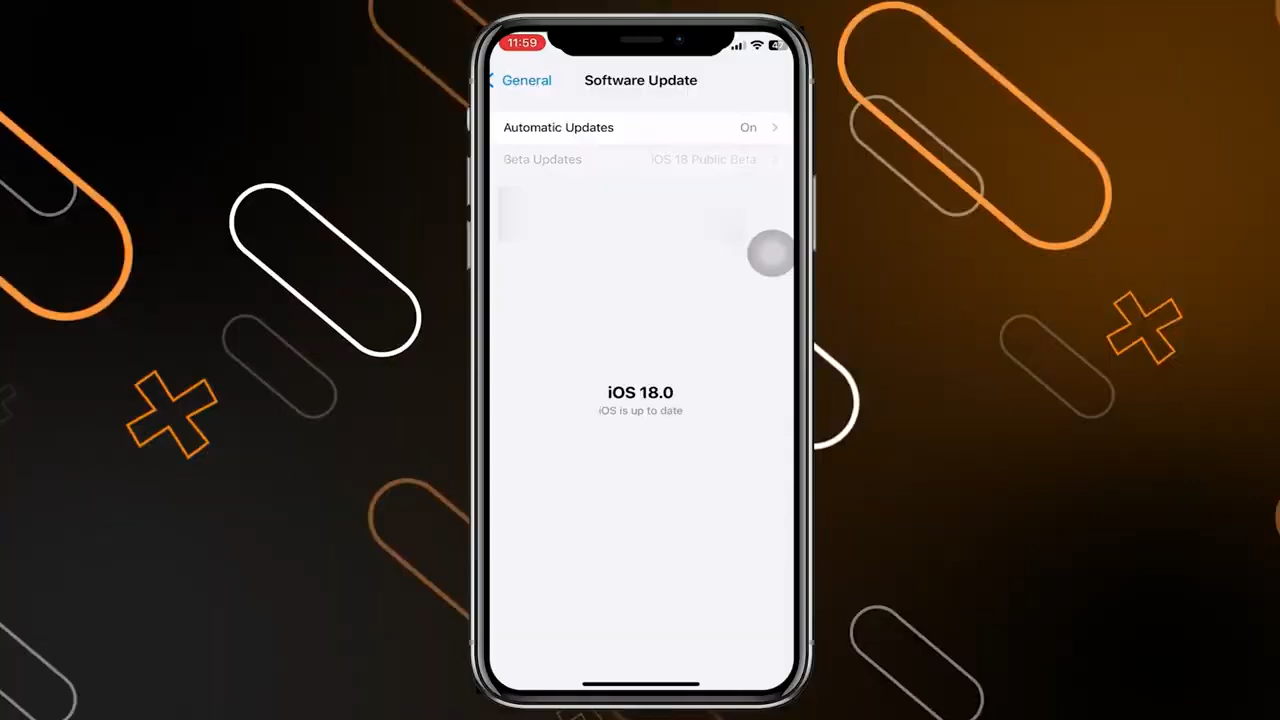 11:59
General
Software Update
Automatic Updates
On
Beta Updates
iOS 18 Public Beta
iOS 18.0
iOS is up to date